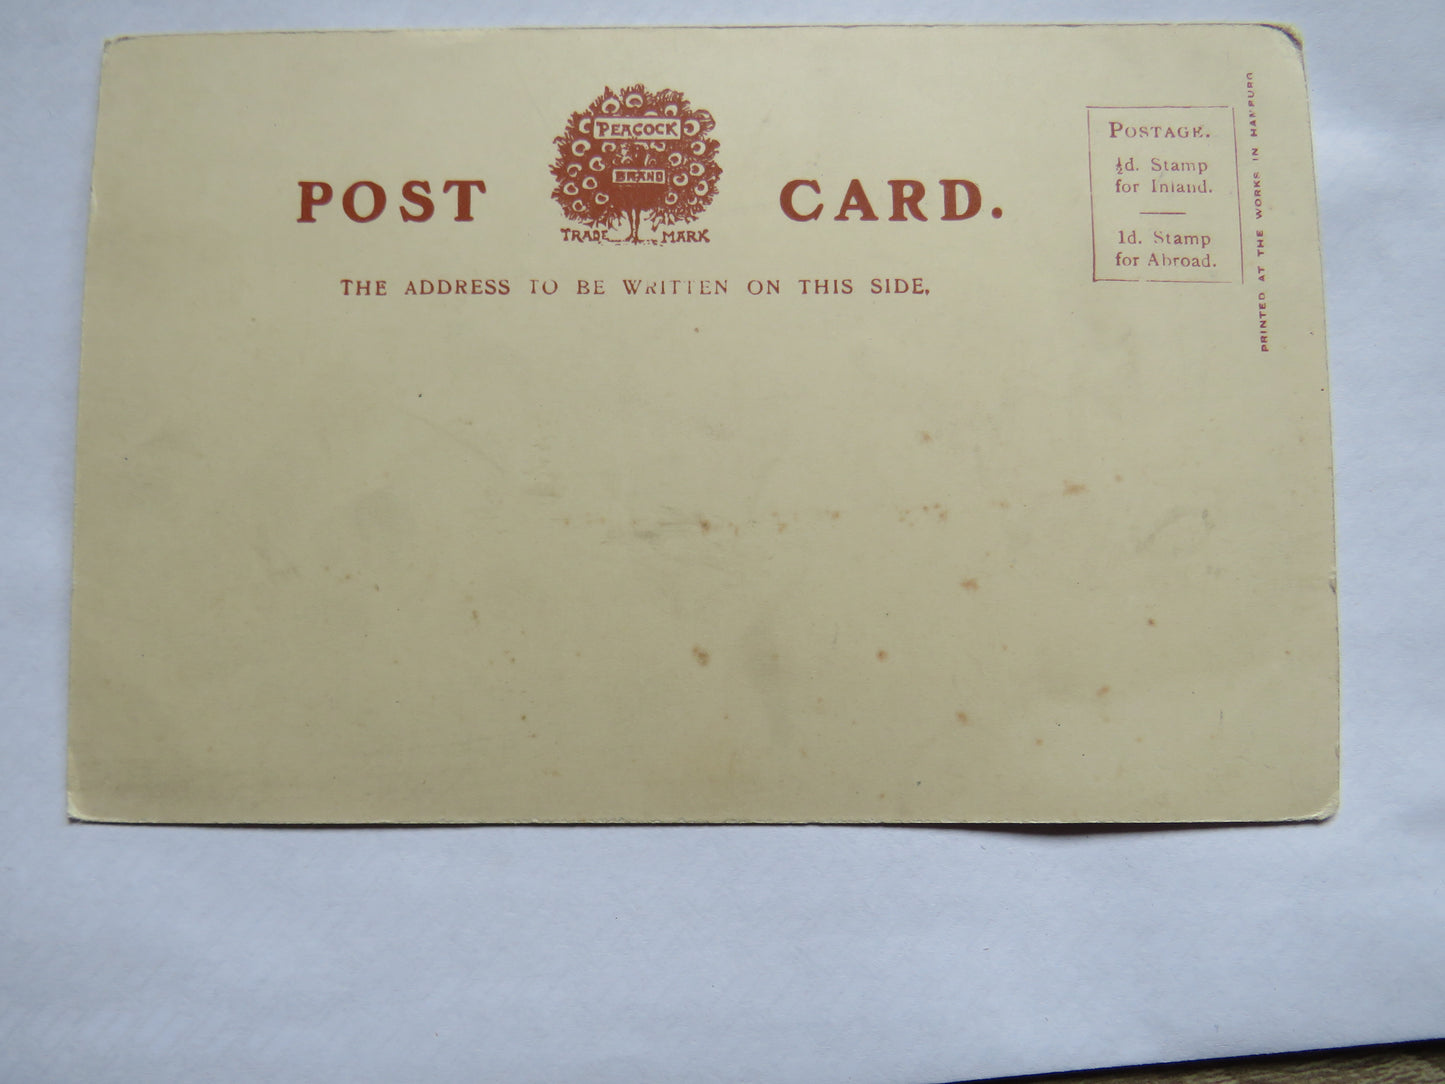 PEACOCK
BRAND
TRADE MARK
POST CARD.
THE ADDRESS TO BE WRITTEN ON THIS SIDE,
POSTAGE.
½d. Stamp
for Inland.
1d. Stamp
for Abroad.
PRINTED AT THE WORKS IN HAMBURG